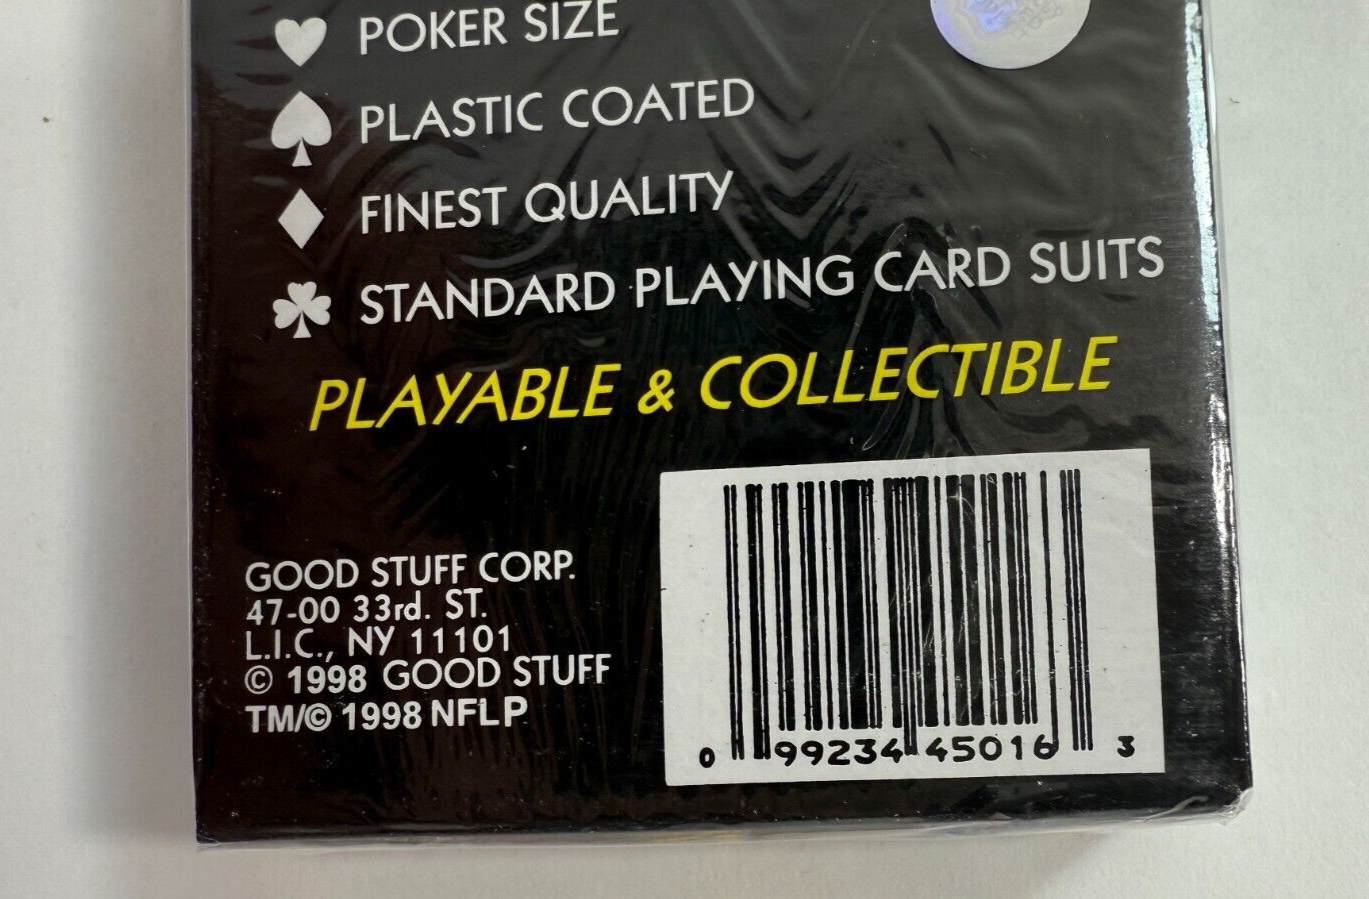 POKER SIZE
PLASTIC COATED
FINEST QUALITY
STANDARD PLAYING CARD SUITS
PLAYABLE & COLLECTIBLE
GOOD STUFF CORP.
47-00 33rd. ST.
L.I.C., NY 11101
© 1998 GOOD STUFF
TM/© 1998 NFLP
0 99234 45016 3